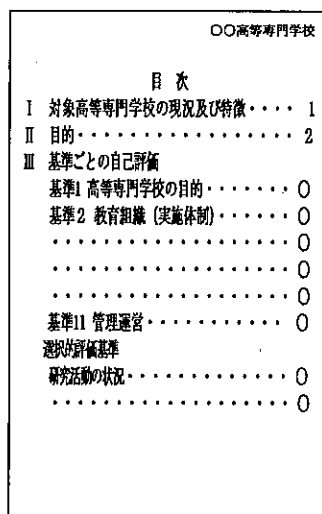 〇〇高等専門学校
目 次
Ⅰ 対象高等専門学校の現況及び特徴・・・・ 1
Ⅱ 目的・・・・・・・・・・・・・・・・・ 2
Ⅲ 基準ごとの自己評価
基準1 高等専門学校の目的・・・・・・・ 〇
基準2 教育組織 (実施体制)・・・・・・ 〇
・・・・・・・・・・・・・・・・・・・ 〇
・・・・・・・・・・・・・・・・・・・ 〇
・・・・・・・・・・・・・・・・・・・ 〇
基準11 管理運営・・・・・・・・・・・ 〇
選択的評価基準
研究活動の状況・・・・・・・・・・・・ 〇
・・・・・・・・・・・・・・・・・・・ 〇